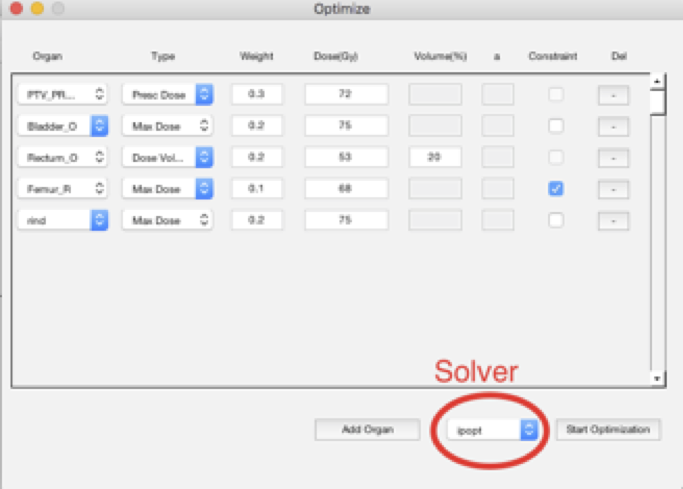 Optimize
Organ Type Weight Dose(Gy) Volume(%) a Constraint Del
PTV_PR... Presc Dose 0.3 72 -
Bladder_O Max Dose 0.2 75 -
Rectum_O Dose Vol... 0.2 53 20 -
Femur_R Max Dose 0.1 68 -
rind Max Dose 0.2 75 -
Solver
Add Organ ipopt Start Optimization